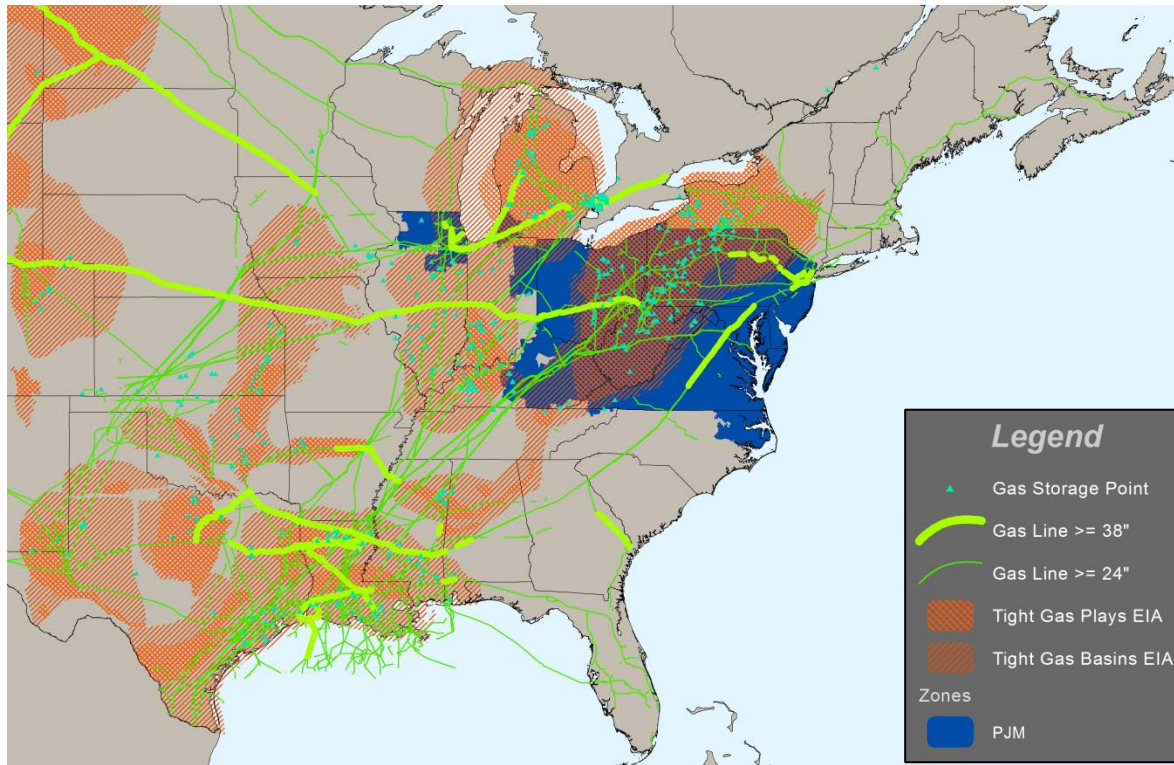 Legend
Gas Storage Point
Gas Line >= 38"
Gas Line >= 24"
Tight Gas Plays EIA
Tight Gas Basins EIA
Zones
PJM